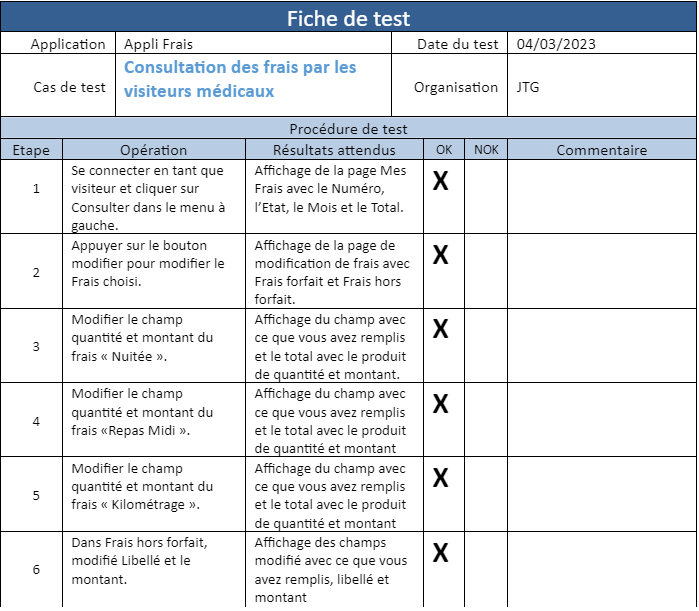 Fiche de test
Application Appli Frais Date du test 04/03/2023
Cas de test Consultation des frais par les
visiteurs médicaux Organisation JTG
Procédure de test
Etape Opération Résultats attendus OK NOK Commentaire
1
Se connecter en tant que
visiteur et cliquer sur
Consulter dans le menu à
gauche.
Affichage de la page Mes
Frais avec le Numéro,
l’Etat, le Mois et le Total.
X
2
Appuyer sur le bouton
modifier pour modifier le
Frais choisi.
Affichage de la page de
modification de frais avec
Frais forfait et Frais hors
forfait.
X
3
Modifier le champ
quantité et montant du
frais « Nuitée ».
Affichage du champ avec
ce que vous avez remplis
et le total avec le produit
de quantité et montant.
X
4
Modifier le champ
quantité et montant du
frais «Repas Midi ».
Affichage du champ avec
ce que vous avez remplis
et le total avec le produit
de quantité et montant
X
5
Modifier le champ
quantité et montant du
frais « Kilométrage ».
Affichage du champ avec
ce que vous avez remplis
et le total avec le produit
de quantité et montant
X
6
Dans Frais hors forfait,
modifié Libellé et le
montant.
Affichage des champs
modifié avec ce que vous
avez remplis, libellé et
montant
X